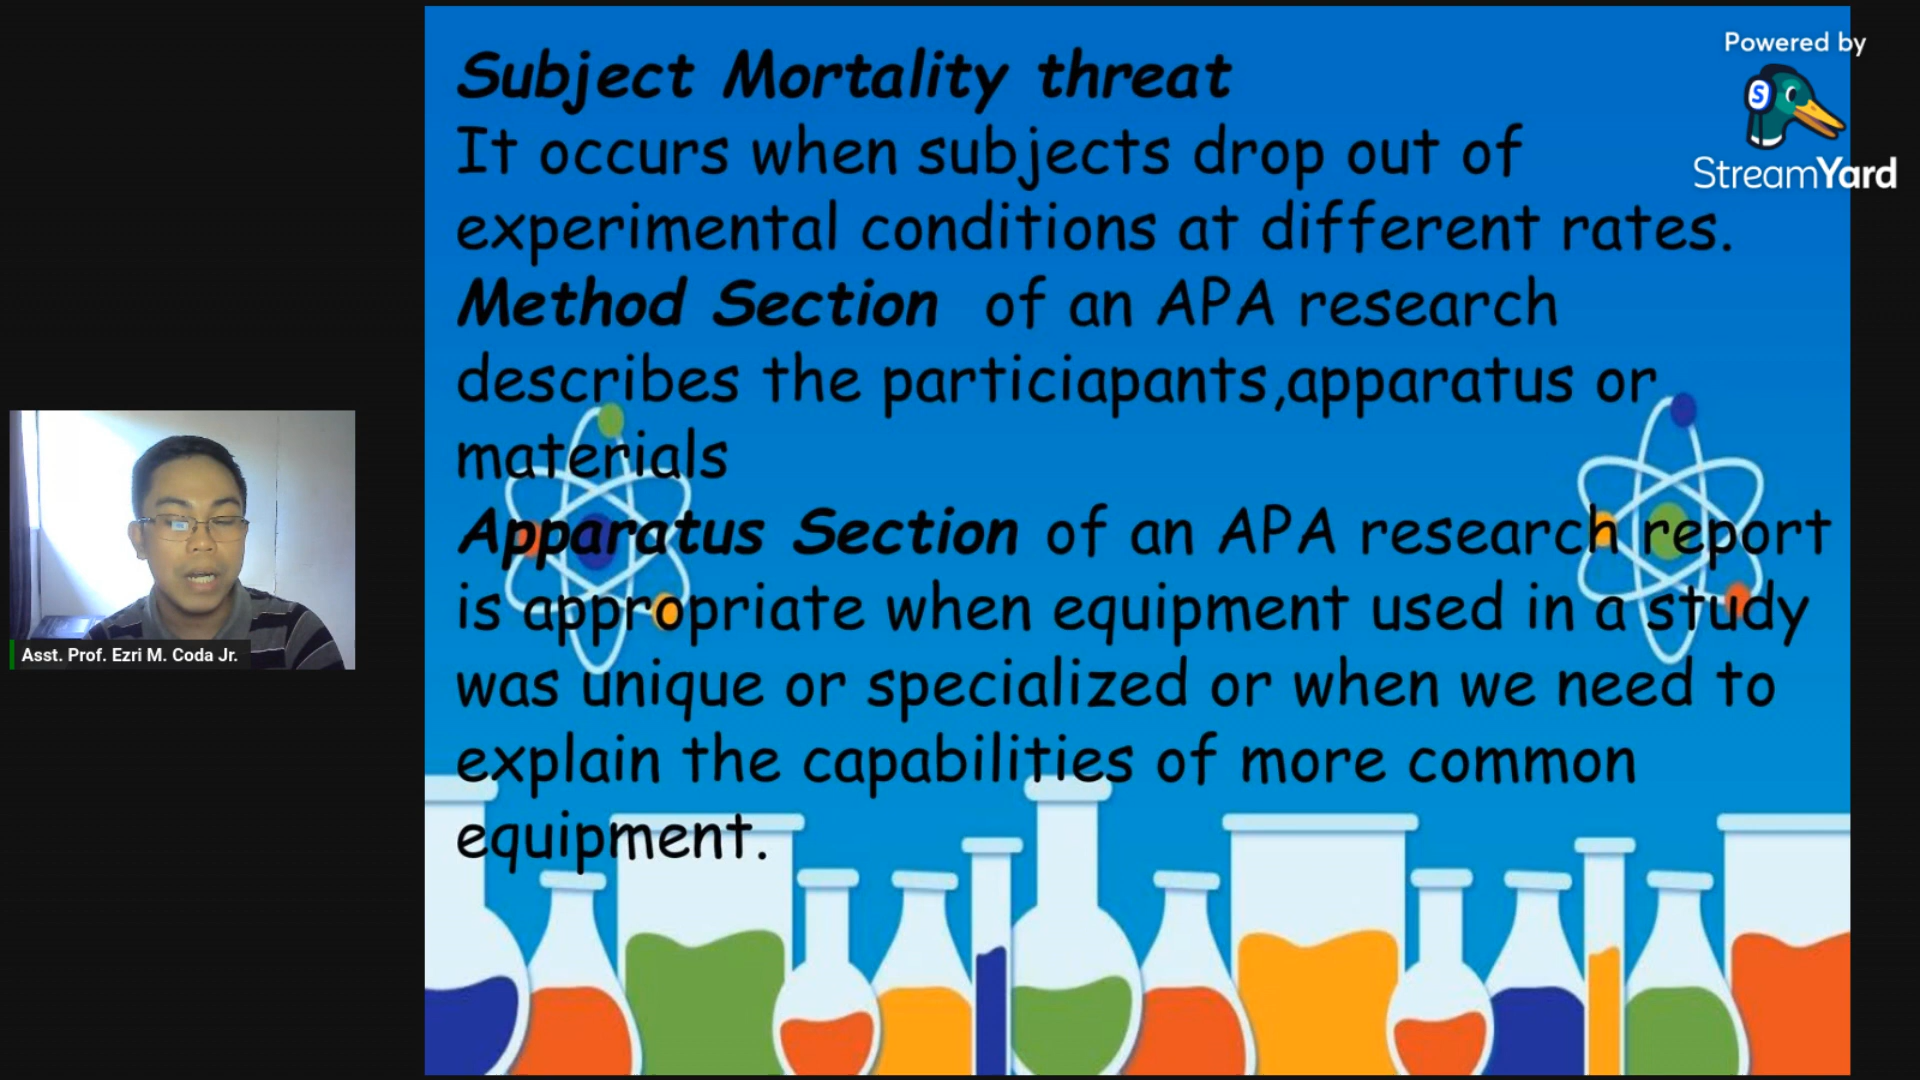 Subject Mortality threat
It occurs when subjects drop out of
experimental conditions at different rates.
Method Section of an APA research
describes the particiapants,apparatus or
materials
Apparatus Section of an APA research report
is appropriate when equipment used in a study
was unique or specialized or when we need to
explain the capabilities of more common
equipment.
Powered by
S
StreamYard
Asst. Prof. Ezri M. Coda Jr.